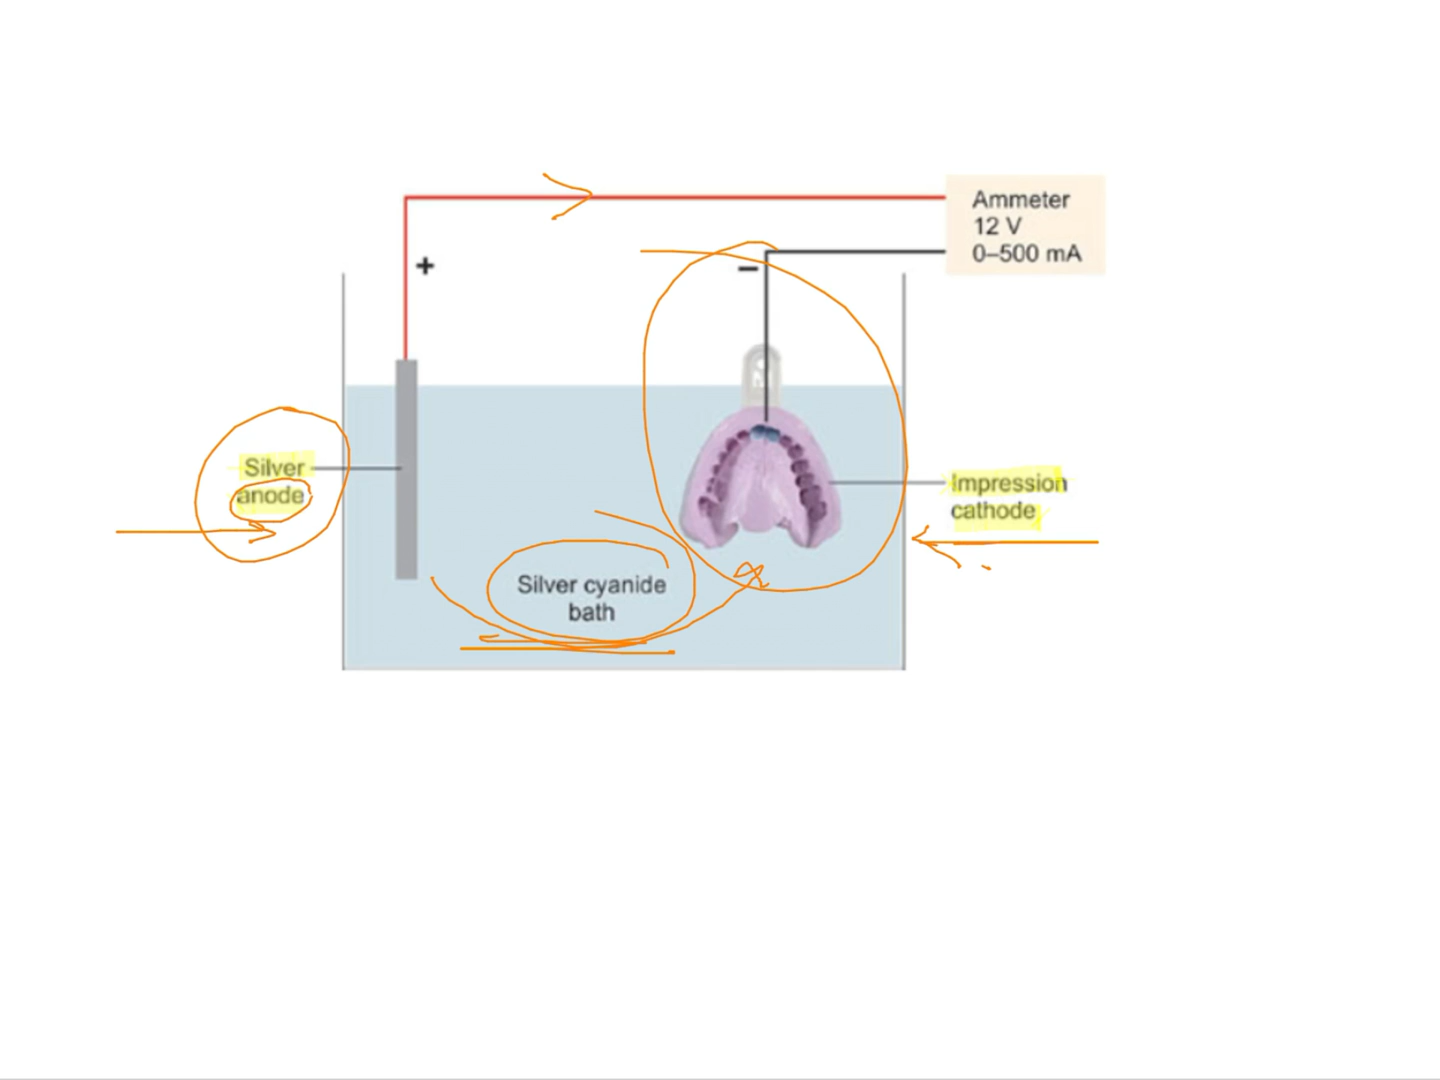 Ammeter
12 V
0–500 mA
+
−
Silver
anode
Impression
cathode
Silver cyanide
bath